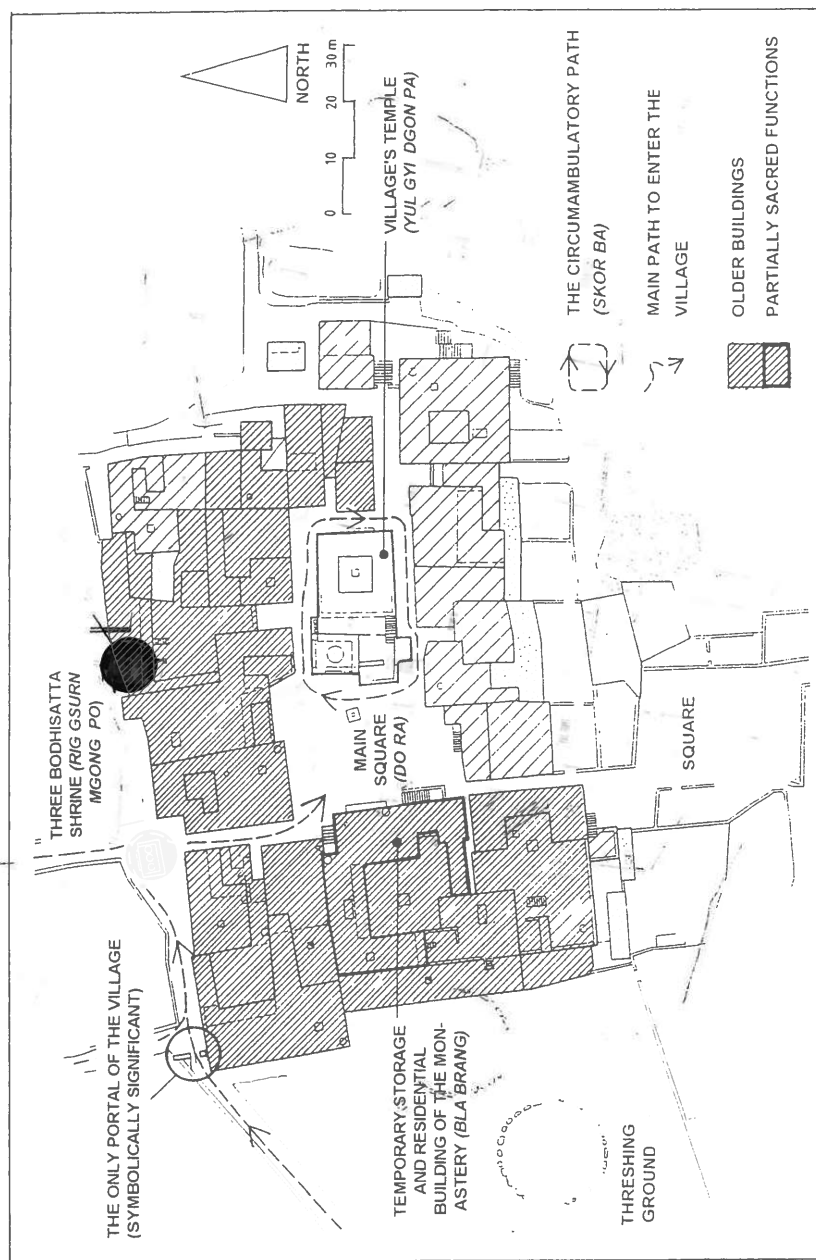 THE ONLY PORTAL OF THE VILLAGE
(SYMBOLICALLY SIGNIFICANT)
THREE BODHISATTA
SHRINE (RIG GSURN
MGONG PO)
NORTH
0 10 20 30 m
VILLAGE'S TEMPLE
(YUL GYI DGON PA)
MAIN
SQUARE
(DO RA)
TEMPORARY STORAGE
AND RESIDENTIAL
BUILDING OF THE MON-
ASTERY (BLA BRANG)
THRESHING
GROUND
SQUARE
THE CIRCUMAMBULATORY PATH
(SKOR BA)
MAIN PATH TO ENTER THE
VILLAGE
OLDER BUILDINGS
PARTIALLY SACRED FUNCTIONS